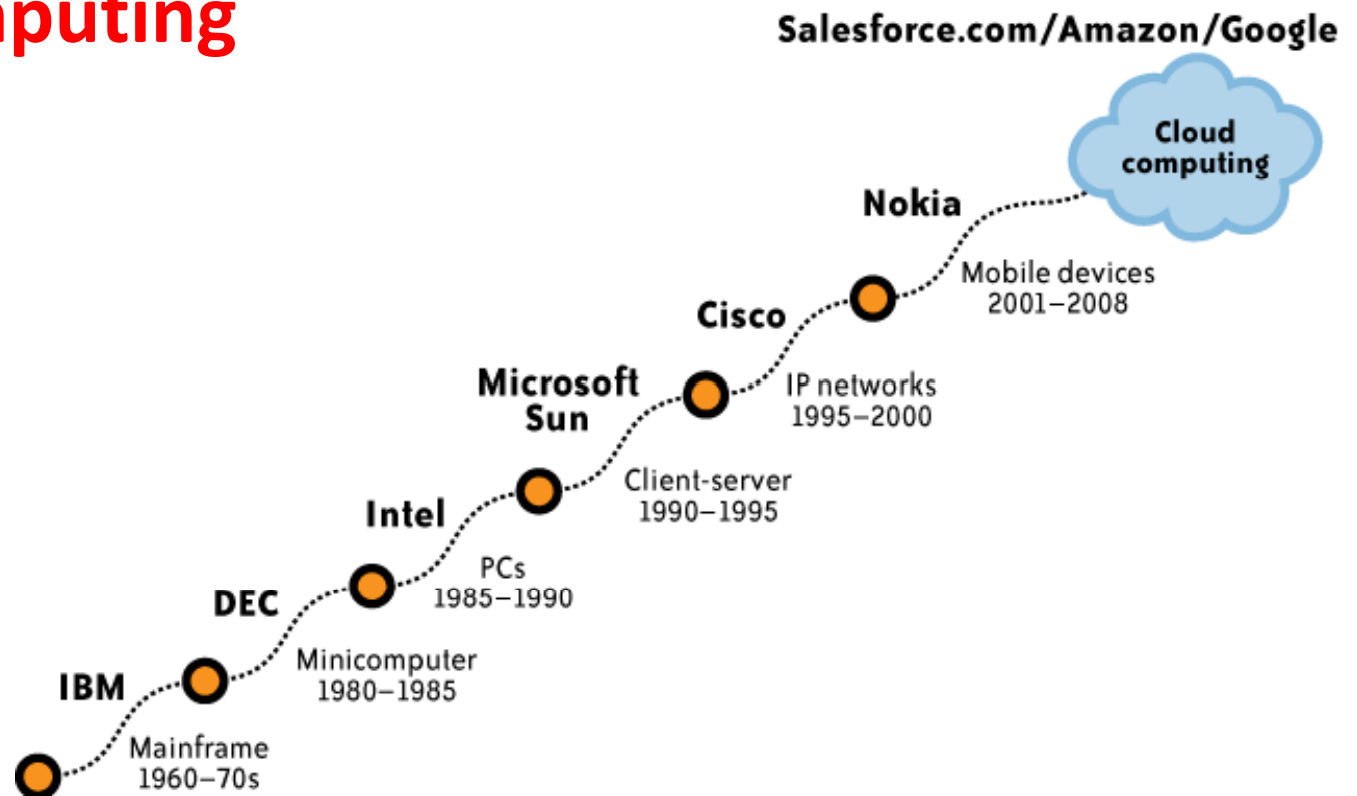 mputing
Salesforce.com/Amazon/Google
Cloud
computing
Nokia
Mobile devices
2001–2008
Cisco
IP networks
1995–2000
Microsoft
Sun
Client-server
1990–1995
Intel
PCs
1985–1990
DEC
Minicomputer
1980–1985
IBM
Mainframe
1960–70s